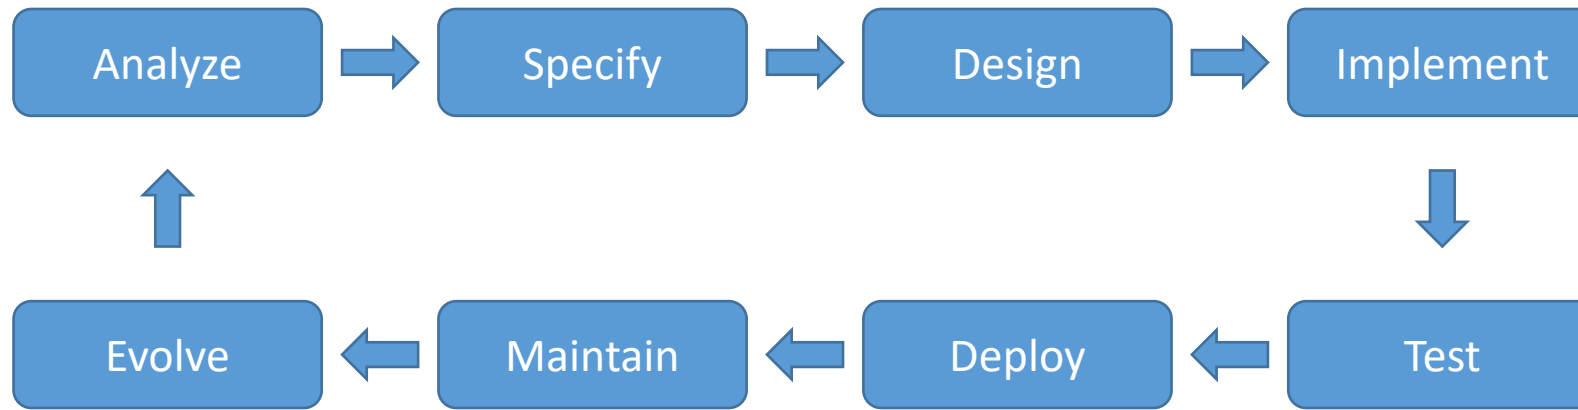 Analyze
Specify
Design
Implement
Evolve
Maintain
Deploy
Test